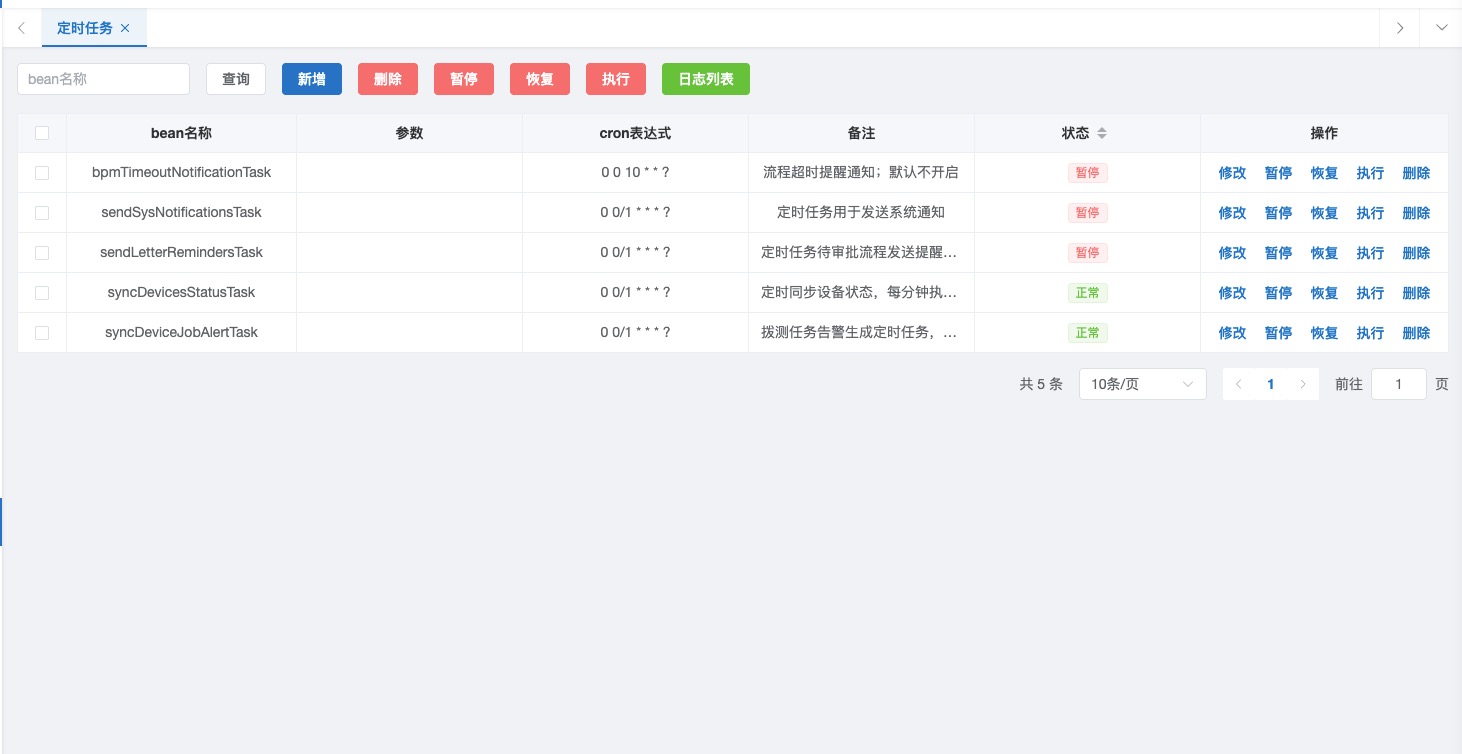 定时任务
bean名称 查询 新增 删除 暂停 恢复 执行 日志列表
bean名称 参数 cron表达式 备注 状态 操作
bpmTimeoutNotificationTask 0 0 10 * * ? 流程超时提醒通知；默认不开启 暂停 修改 暂停 恢复 执行 删除
sendSysNotificationsTask 0 0/1 * * * ? 定时任务用于发送系统通知 暂停 修改 暂停 恢复 执行 删除
sendLetterRemindersTask 0 0/1 * * * ? 定时任务待审批流程发送提醒... 暂停 修改 暂停 恢复 执行 删除
syncDevicesStatusTask 0 0/1 * * * ? 定时同步设备状态，每分钟执... 正常 修改 暂停 恢复 执行 删除
syncDeviceJobAlertTask 0 0/1 * * * ? 拨测任务告警生成定时任务，... 正常 修改 暂停 恢复 执行 删除
共 5 条 10条/页 1 前往 1 页